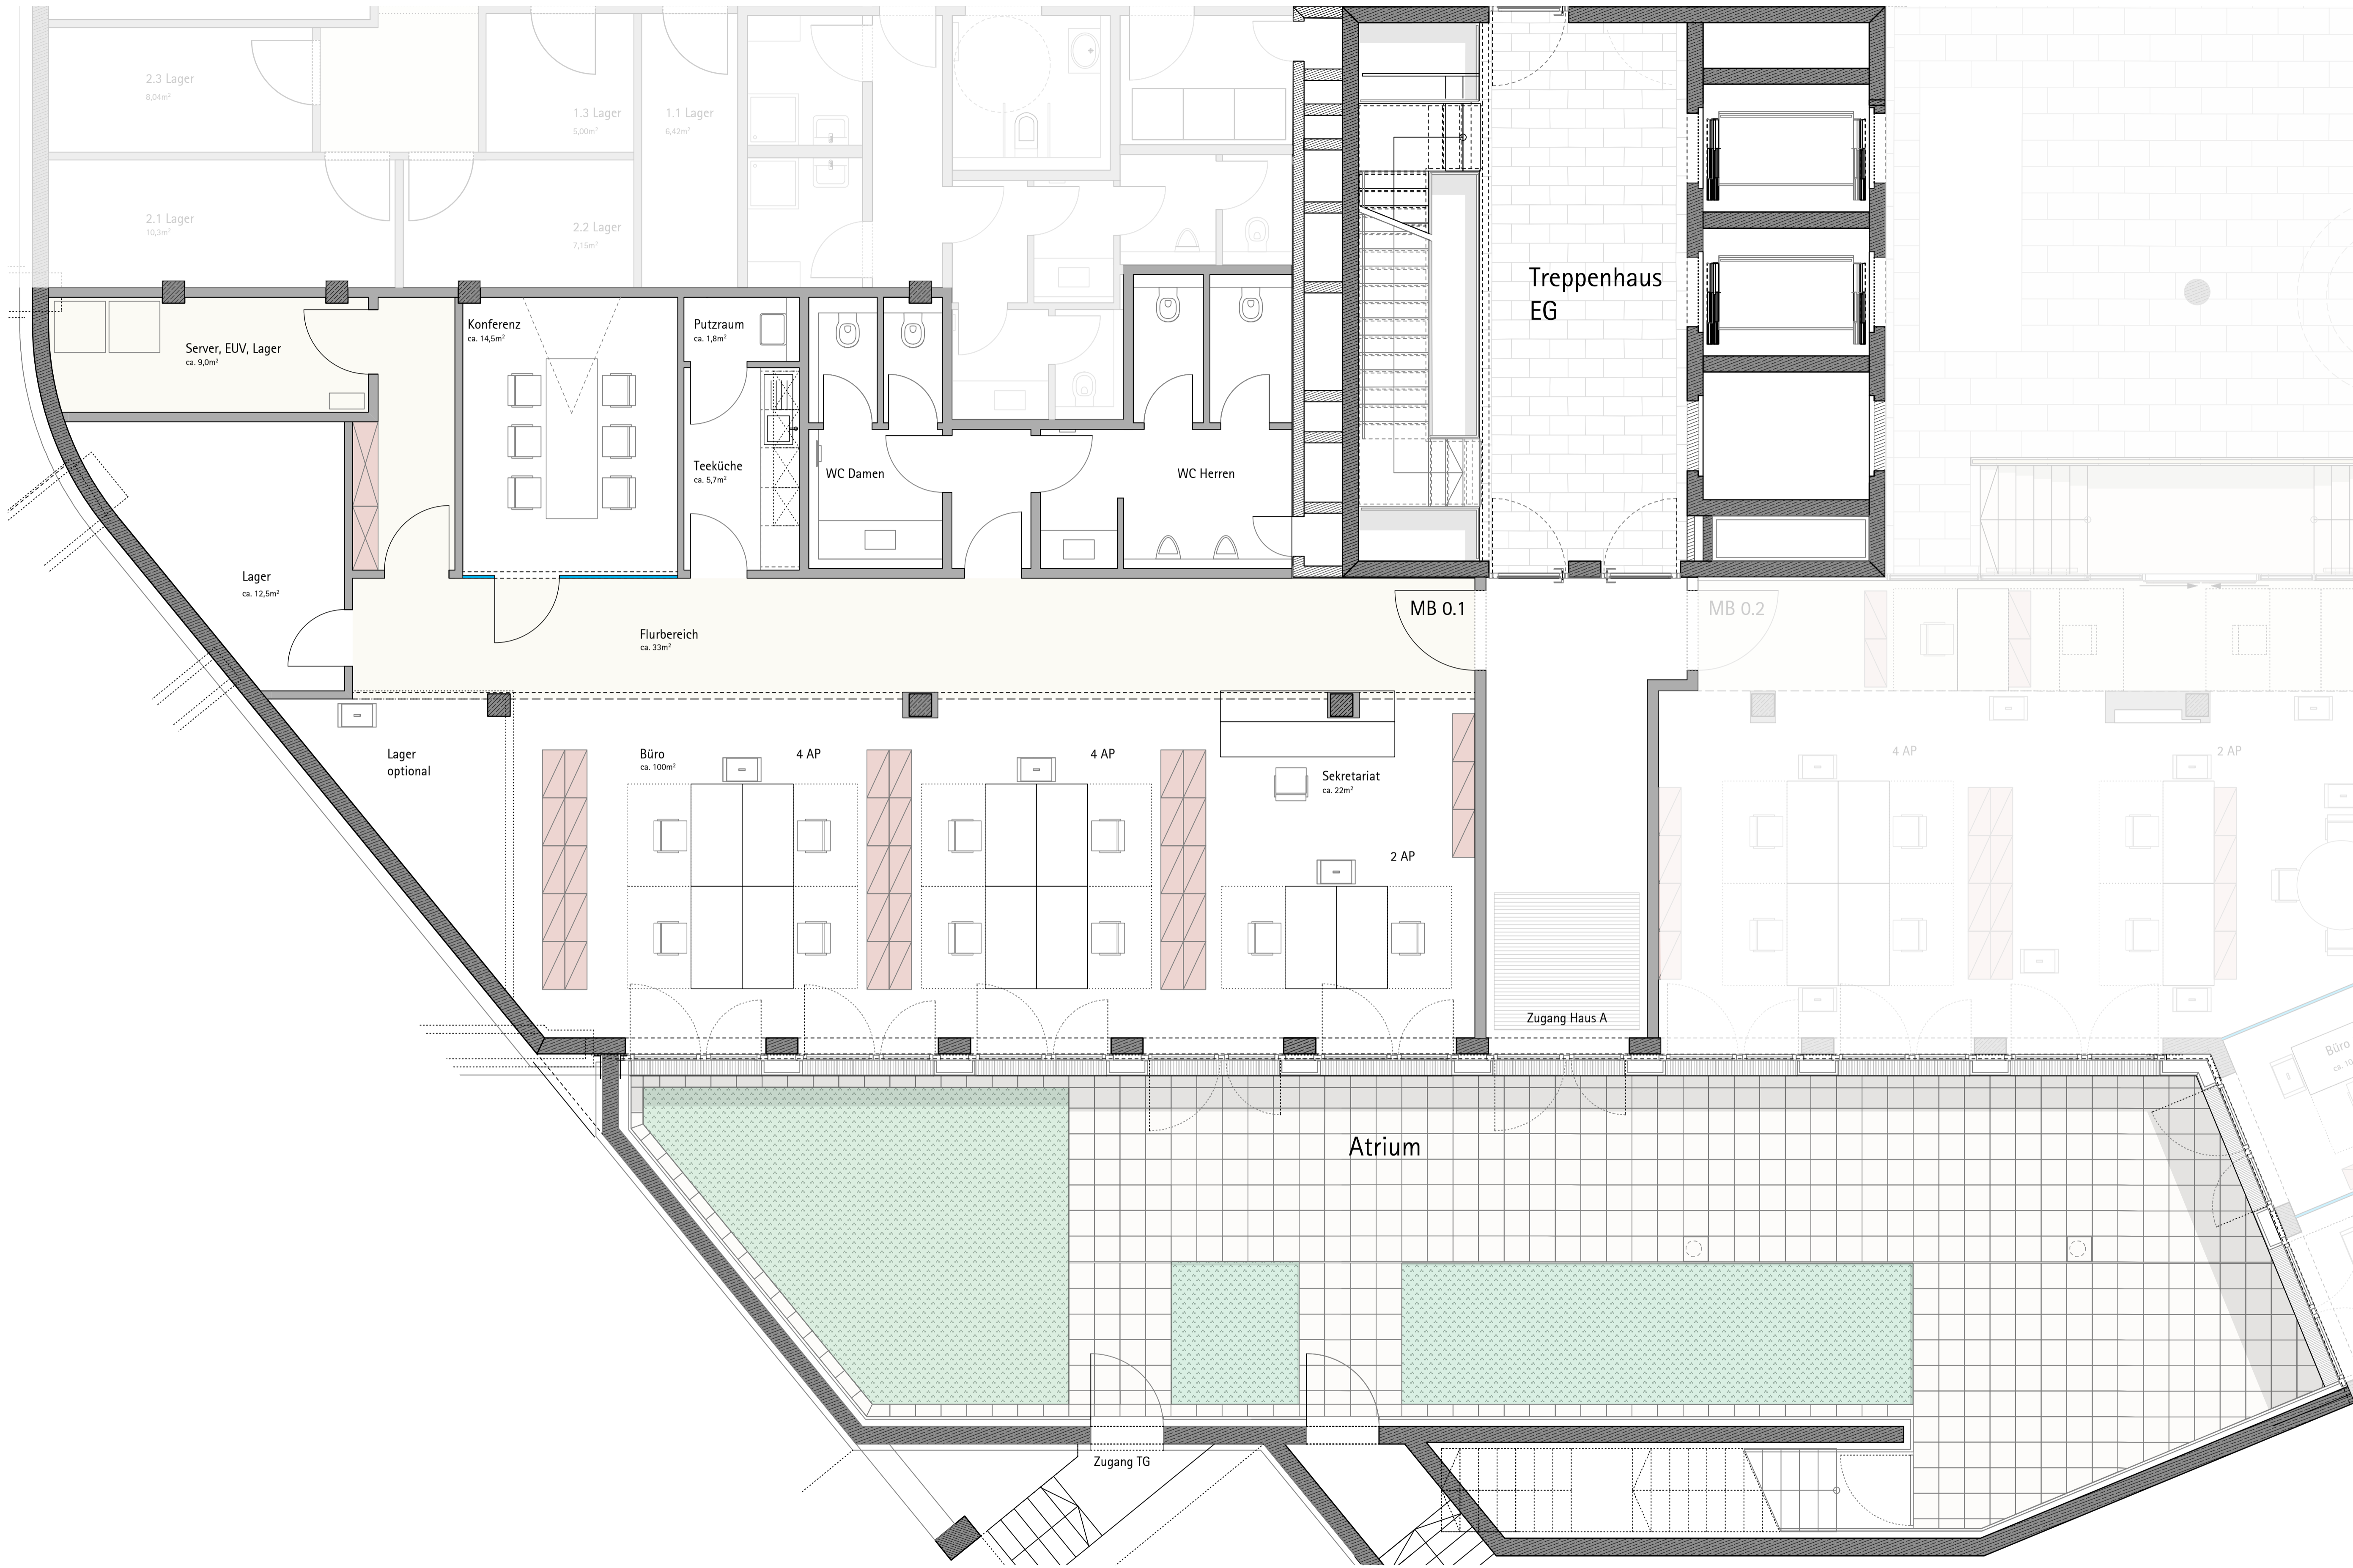 2.3 Lager
8,04m²
1.3 Lager
5,00m²
1.1 Lager
6,42m²
2.1 Lager
10,3m²
2.2 Lager
7,15m²
Treppenhaus
EG
Server, EUV, Lager
ca. 9,0m²
Konferenz
ca. 14,5m²
Putzraum
ca. 1,8m²
Teeküche
ca. 5,7m²
WC Damen
WC Herren
Lager
ca. 12,5m²
MB 0.1
MB 0.2
Flurbereich
ca. 33m²
Lager
optional
Büro
ca. 100m²
4 AP
4 AP
Sekretariat
ca. 22m²
2 AP
4 AP
2 AP
Zugang Haus A
Büro
ca. 10
Atrium
Zugang TG